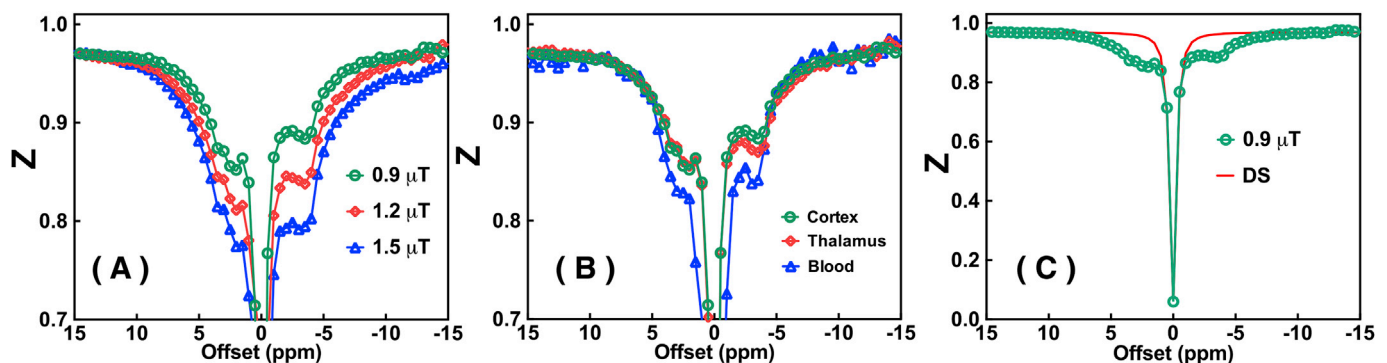 1.0
0.9
0.8
0.7
Z
( A )
0.9 μT
1.2 μT
1.5 μT
15 10 5 0 -5 -10 -15
Offset (ppm)
1.0
0.9
0.8
0.7
Z
( B )
Cortex
Thalamus
Blood
15 10 5 0 -5 -10 -15
Offset (ppm)
1.0
0.8
0.6
0.4
0.2
0.0
Z
( C )
0.9 μT
DS
15 10 5 0 -5 -10 -15
Offset (ppm)